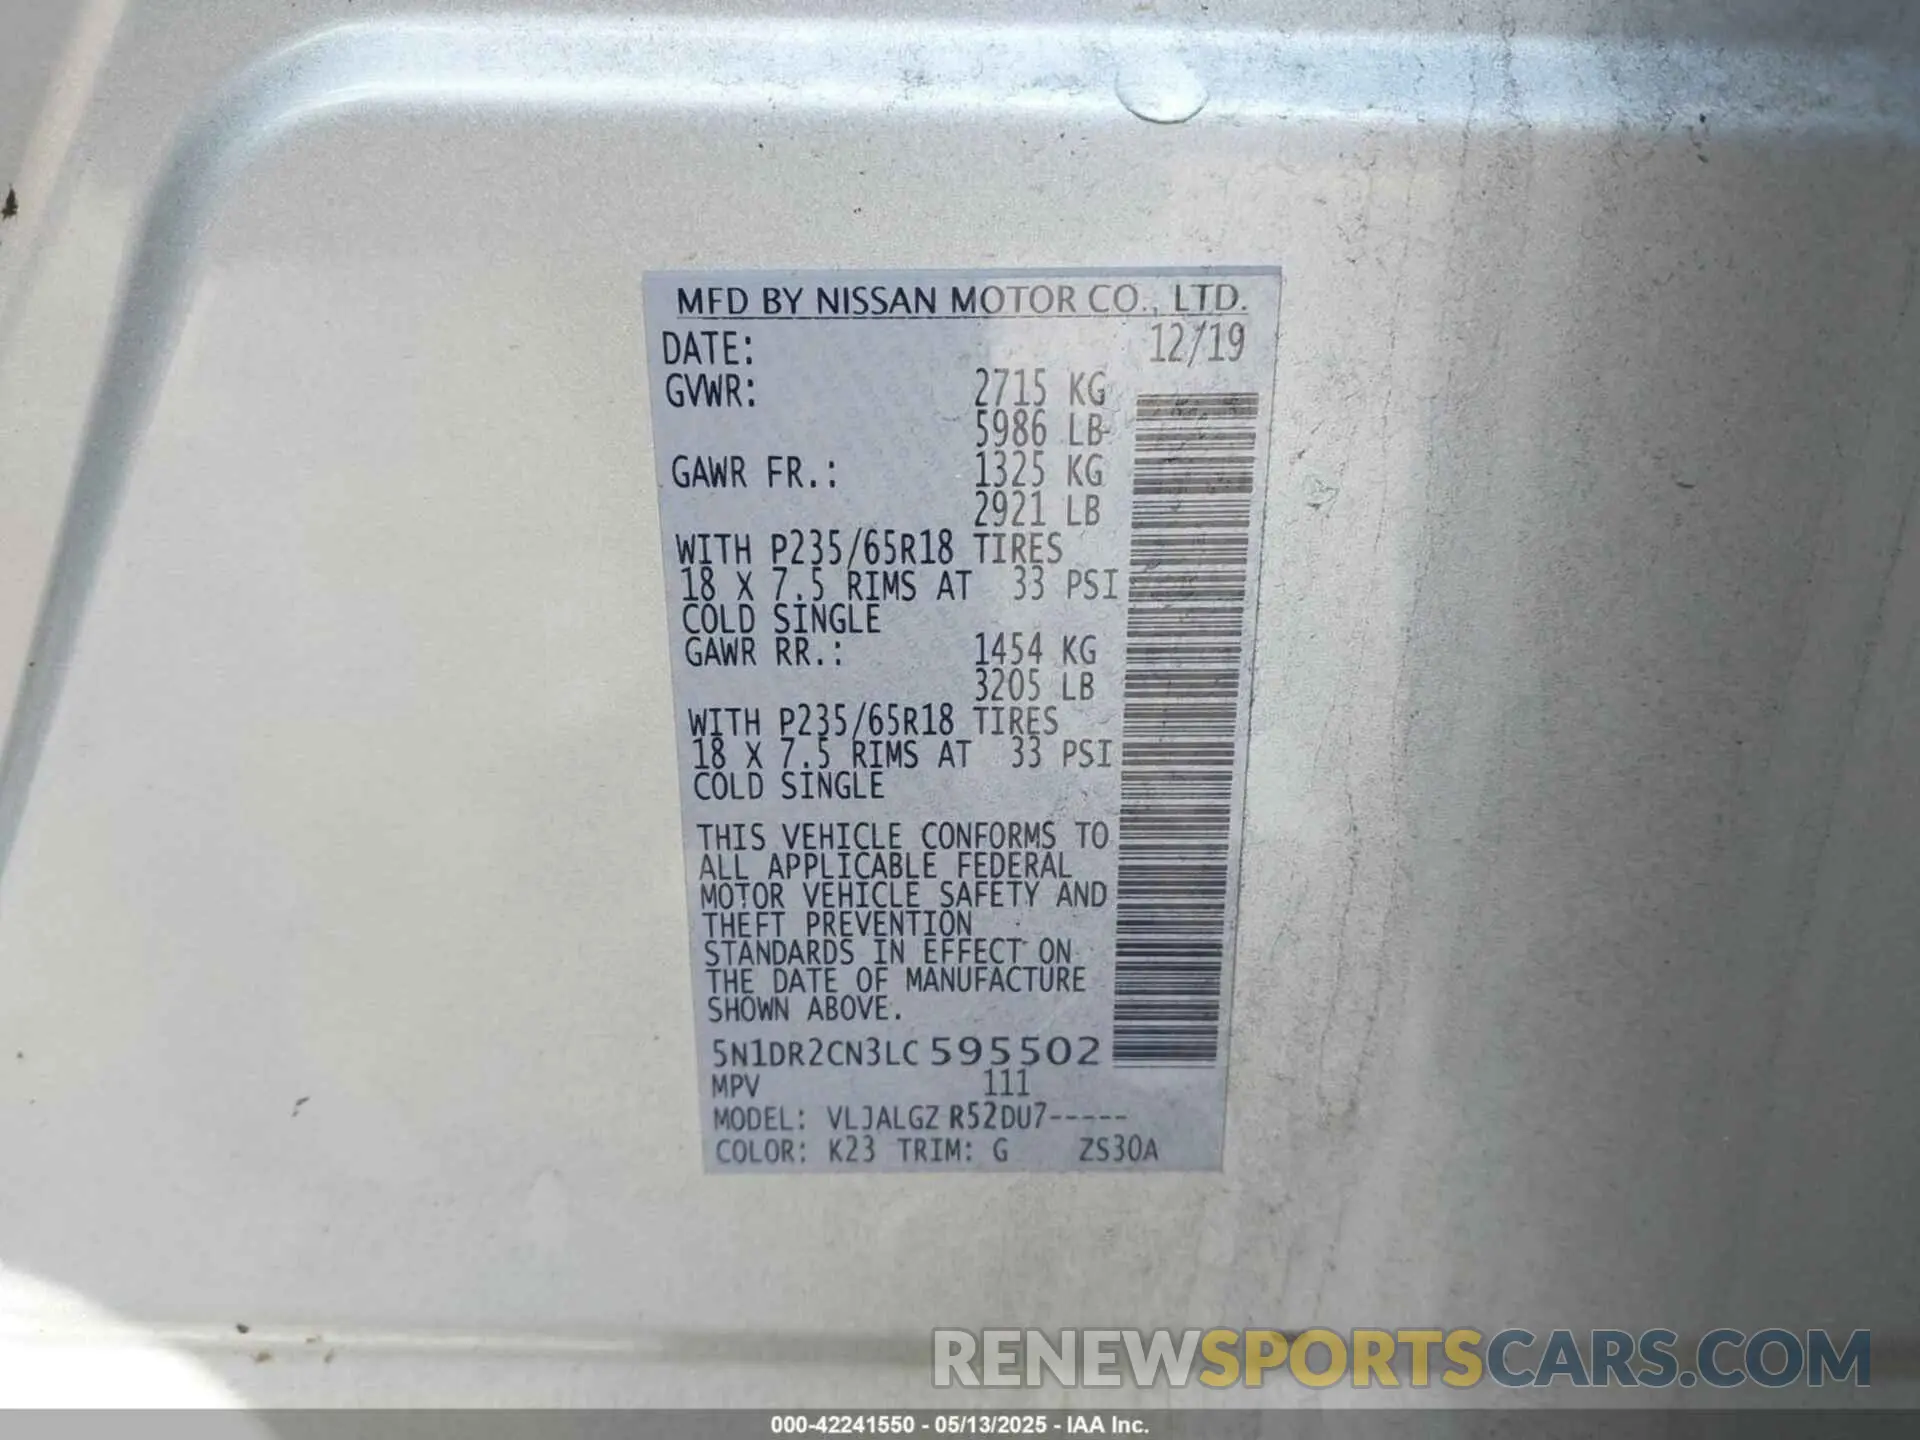 MFD BY NISSAN MOTOR CO., LTD.
DATE: 12/19
GVWR: 2715 KG
5986 LB
GAWR FR.: 1325 KG
2921 LB
WITH P235/65R18 TIRES
18 X 7.5 RIMS AT 33 PSI
COLD SINGLE
GAWR RR.: 1454 KG
3205 LB
WITH P235/65R18 TIRES
18 X 7.5 RIMS AT 33 PSI
COLD SINGLE
THIS VEHICLE CONFORMS TO
ALL APPLICABLE FEDERAL
MOTOR VEHICLE SAFETY AND
THEFT PREVENTION
STANDARDS IN EFFECT ON
THE DATE OF MANUFACTURE
SHOWN ABOVE.
5N1DR2CN3LC595502
MPV 111
MODEL: VLJALGZ R52DU7-----
COLOR: K23 TRIM: G ZS30A
RENEWSPORTSCARS.COM
000-42241550 - 05/13/2025 - IAA Inc.